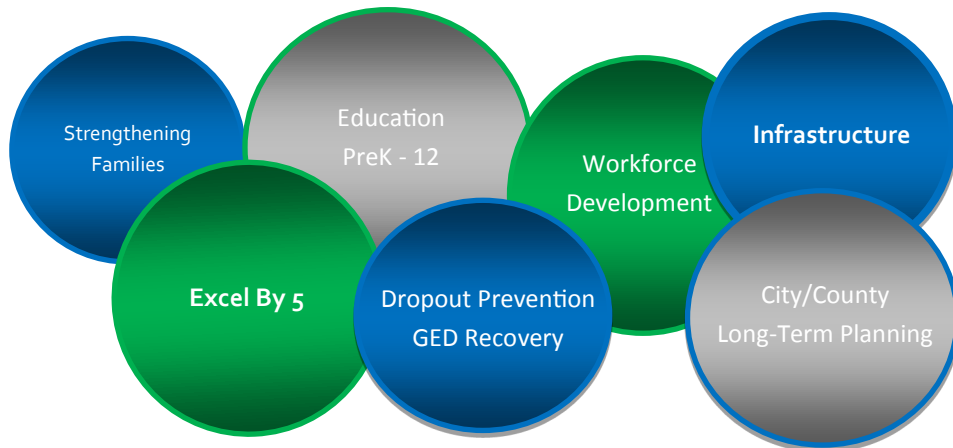 Strengthening
Families
Education
PreK - 12
Workforce
Development
Infrastructure
Excel By 5
Dropout Prevention
GED Recovery
City/County
Long-Term Planning